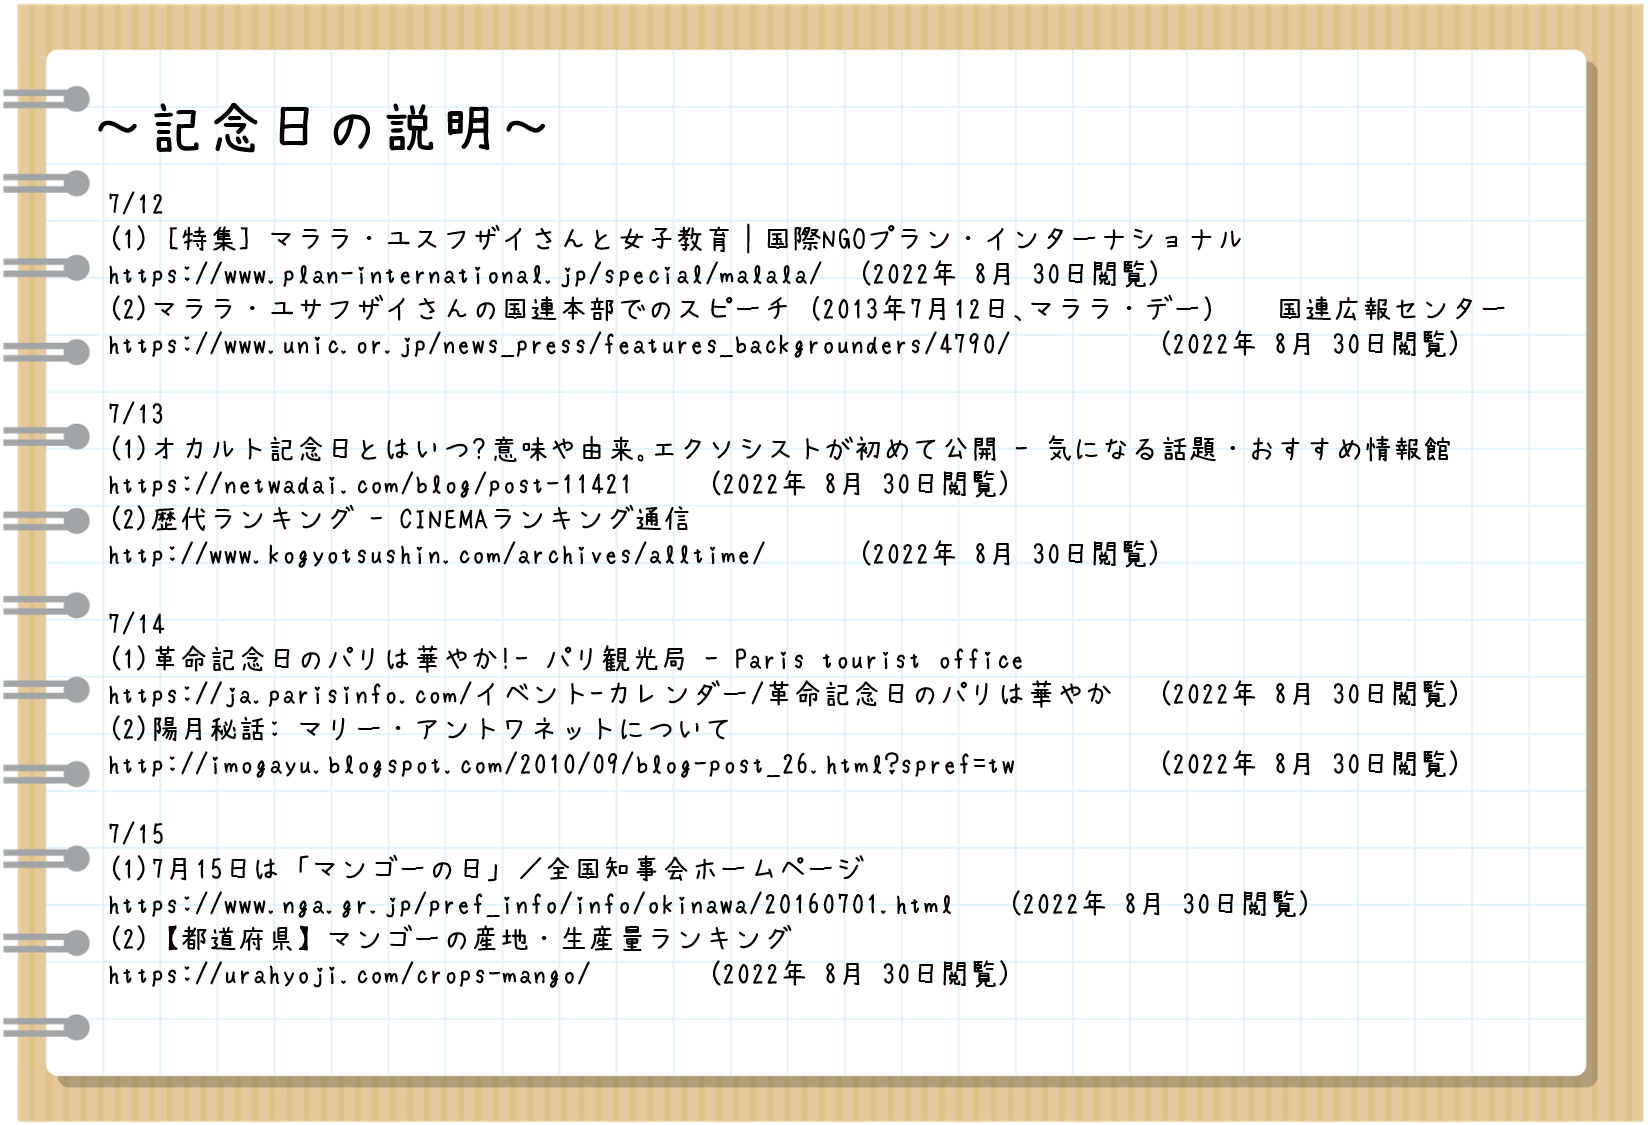 ～記念日の説明～
7/12
(1)［特集］マララ・ユスフザイさんと女子教育｜国際NGOプラン・インターナショナル
https://www.plan-international.jp/special/malala/ (2022年 8月 30日閲覧)
(2)マララ・ユサフザイさんの国連本部でのスピーチ (2013年7月12日、マララ・デー) 国連広報センター
https://www.unic.or.jp/news_press/features_backgrounders/4790/ (2022年 8月 30日閲覧)
7/13
(1)オカルト記念日とはいつ?意味や由来。エクソシストが初めて公開 - 気になる話題・おすすめ情報館
https://netwadai.com/blog/post-11421 (2022年 8月 30日閲覧)
(2)歴代ランキング - CINEMAランキング通信
http://www.kogyotsushin.com/archives/alltime/ (2022年 8月 30日閲覧)
7/14
(1)革命記念日のパリは華やか!- パリ観光局 - Paris tourist office
https://ja.parisinfo.com/イベント-カレンダー/革命記念日のパリは華やか (2022年 8月 30日閲覧)
(2)陽月秘話: マリー・アントワネットについて
http://imogayu.blogspot.com/2010/09/blog-post_26.html?spref=tw (2022年 8月 30日閲覧)
7/15
(1)7月15日は「マンゴーの日」／全国知事会ホームページ
https://www.nga.gr.jp/pref_info/info/okinawa/20160701.html (2022年 8月 30日閲覧)
(2)【都道府県】マンゴーの産地・生産量ランキング
https://urahyoji.com/crops-mango/ (2022年 8月 30日閲覧)